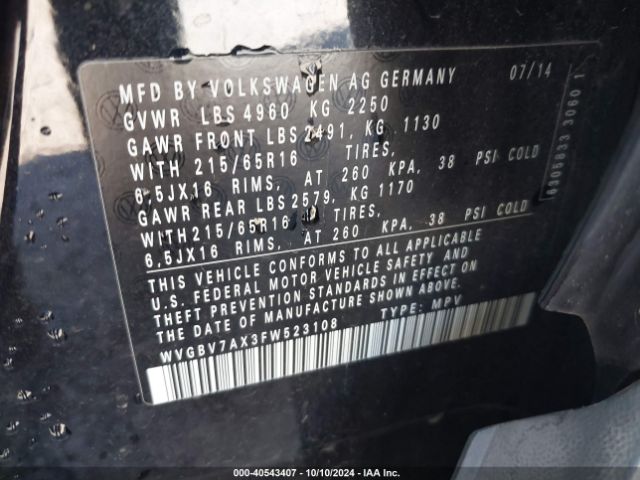 MFD BY VOLKSWAGEN AG GERMANY 07/14
GVWR LBS 4960 KG 2250
GAWR FRONT LBS 2491, KG 1130
WITH 215/65R16 TIRES,
6,5JX16 RIMS, AT 260 KPA, 38 PSI COLD
GAWR REAR LBS 2579, KG 1170
WITH 215/65R16 TIRES,
6,5JX16 RIMS, AT 260 KPA, 38 PSI COLD
THIS VEHICLE CONFORMS TO ALL APPLICABLE
U.S. FEDERAL MOTOR VEHICLE SAFETY AND
THEFT PREVENTION STANDARDS IN EFFECT ON
THE DATE OF MANUFACTURE SHOWN ABOVE.
WVGBV7AX3FW523108 TYPE: MPV
3060 1
000-40543407 • 10/10/2024 • IAA Inc.